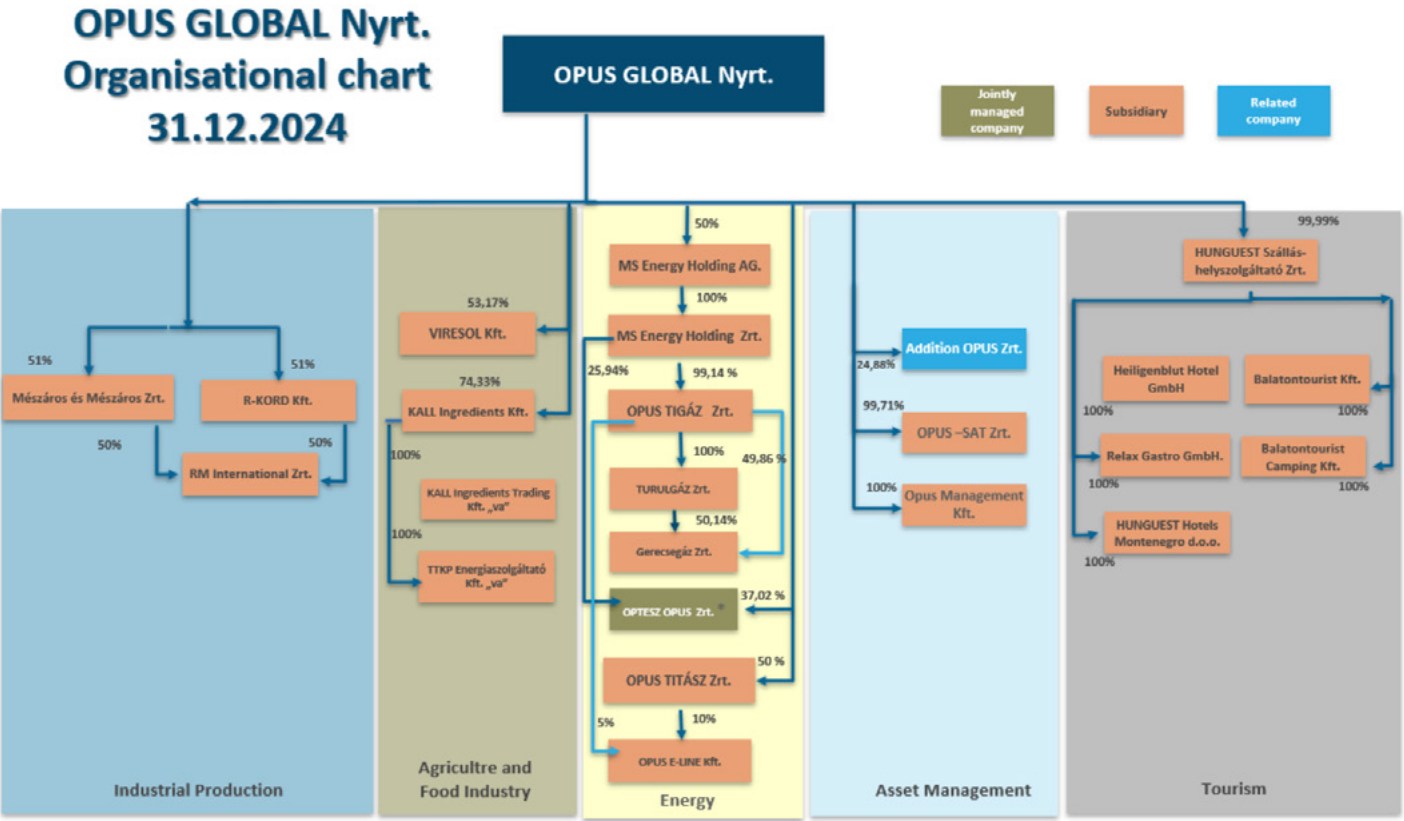 OPUS GLOBAL Nyrt.
Organisational chart
31.12.2024
OPUS GLOBAL Nyrt.
Jointly
managed
company
Subsidiary
Related
company
51%
Mészáros és Mészáros Zrt.
51%
R-KORD Kft.
50%
50%
RM International Zrt.
Industrial Production
53,17%
VIRESOL Kft.
74,33%
KALL Ingredients Kft.
100%
KALL Ingredients Trading
Kft. „va"
100%
TTKP Energiaszolgáltató
Kft. „va"
Agricultre and
Food Industry
50%
MS Energy Holding AG.
100%
MS Energy Holding Zrt.
25,94%
99,14 %
OPUS TIGÁZ Zrt.
100%
49,86 %
TURULGÁZ Zrt.
50,14%
Gerecsegáz Zrt.
37,02 %
OPTESZ OPUS Zrt. *
50 %
OPUS TITÁSZ Zrt.
5%
10%
OPUS E-LINE Kft.
Energy
Addition OPUS Zrt.
24,88%
99,71%
OPUS –SAT Zrt.
100%
Opus Management
Kft.
Asset Management
99,99%
HUNGUEST Szállás-
helyszolgáltató Zrt.
Heiligenblut Hotel
GmbH
100%
Balatontourist Kft.
100%
Relax Gastro GmbH.
100%
Balatontourist
Camping Kft.
100%
HUNGUEST Hotels
Montenegro d.o.o.
100%
Tourism